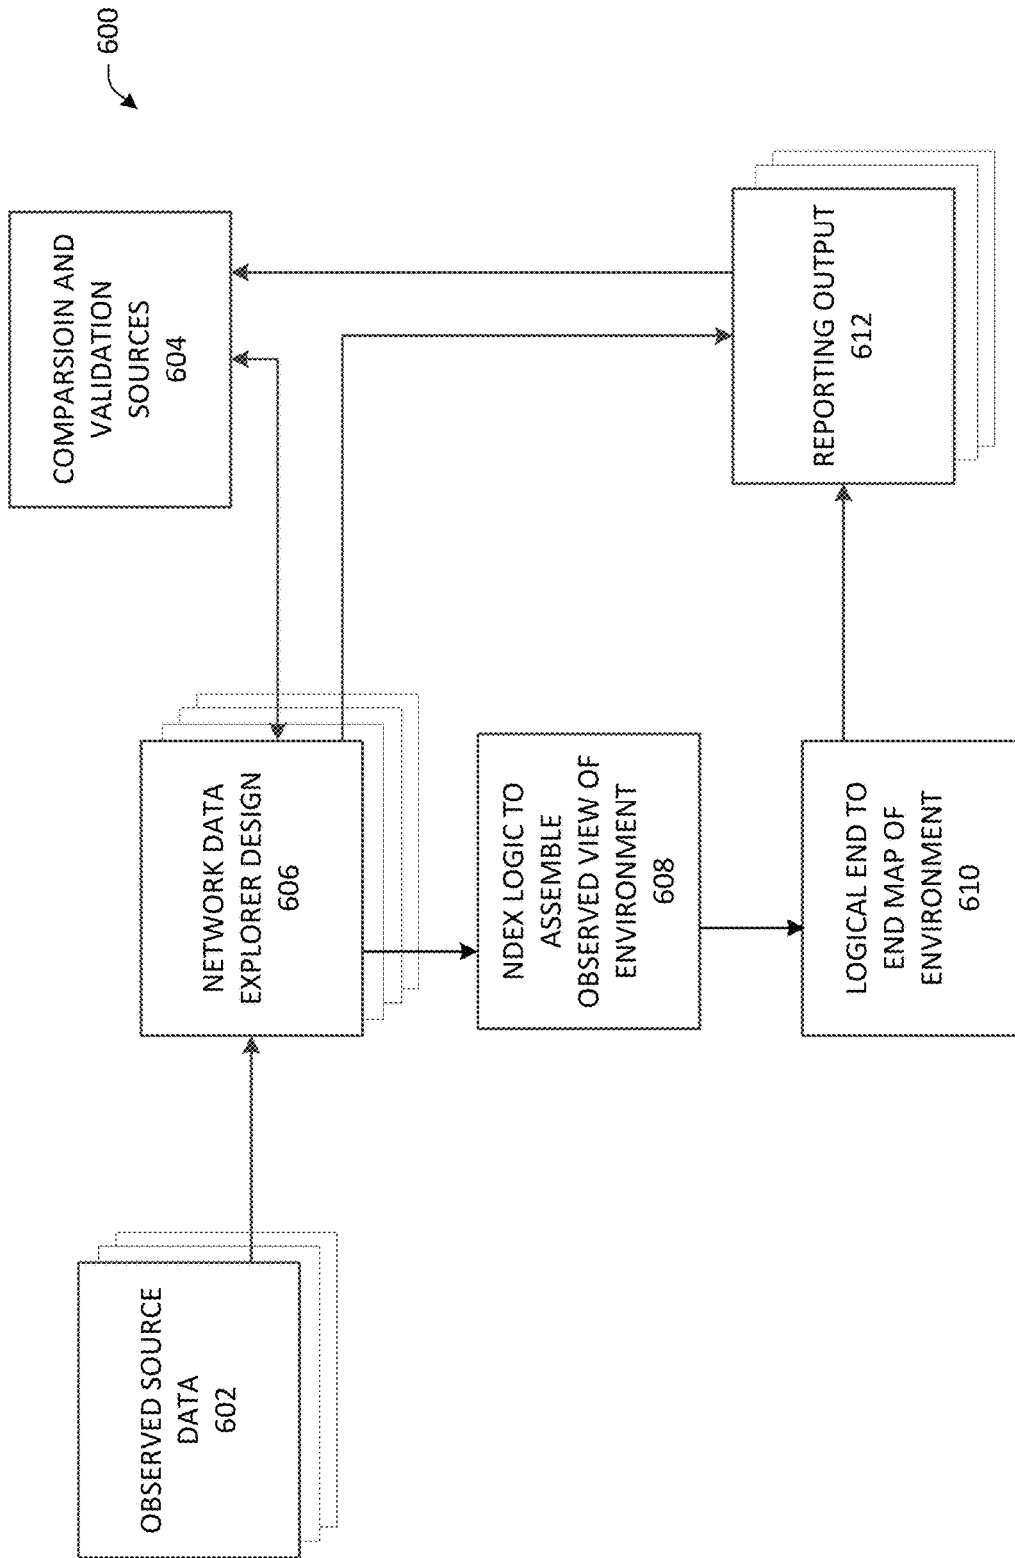 600
COMPARSIOIN AND
VALIDATION
SOURCES
604
OBSERVED SOURCE
DATA
602
NETWORK DATA
EXPLORER DESIGN
606
NDEX LOGIC TO
ASSEMBLE
OBSERVED VIEW OF
ENVIRONMENT
608
LOGICAL END TO
END MAP OF
ENVIRONMENT
610
REPORTING OUTPUT
612